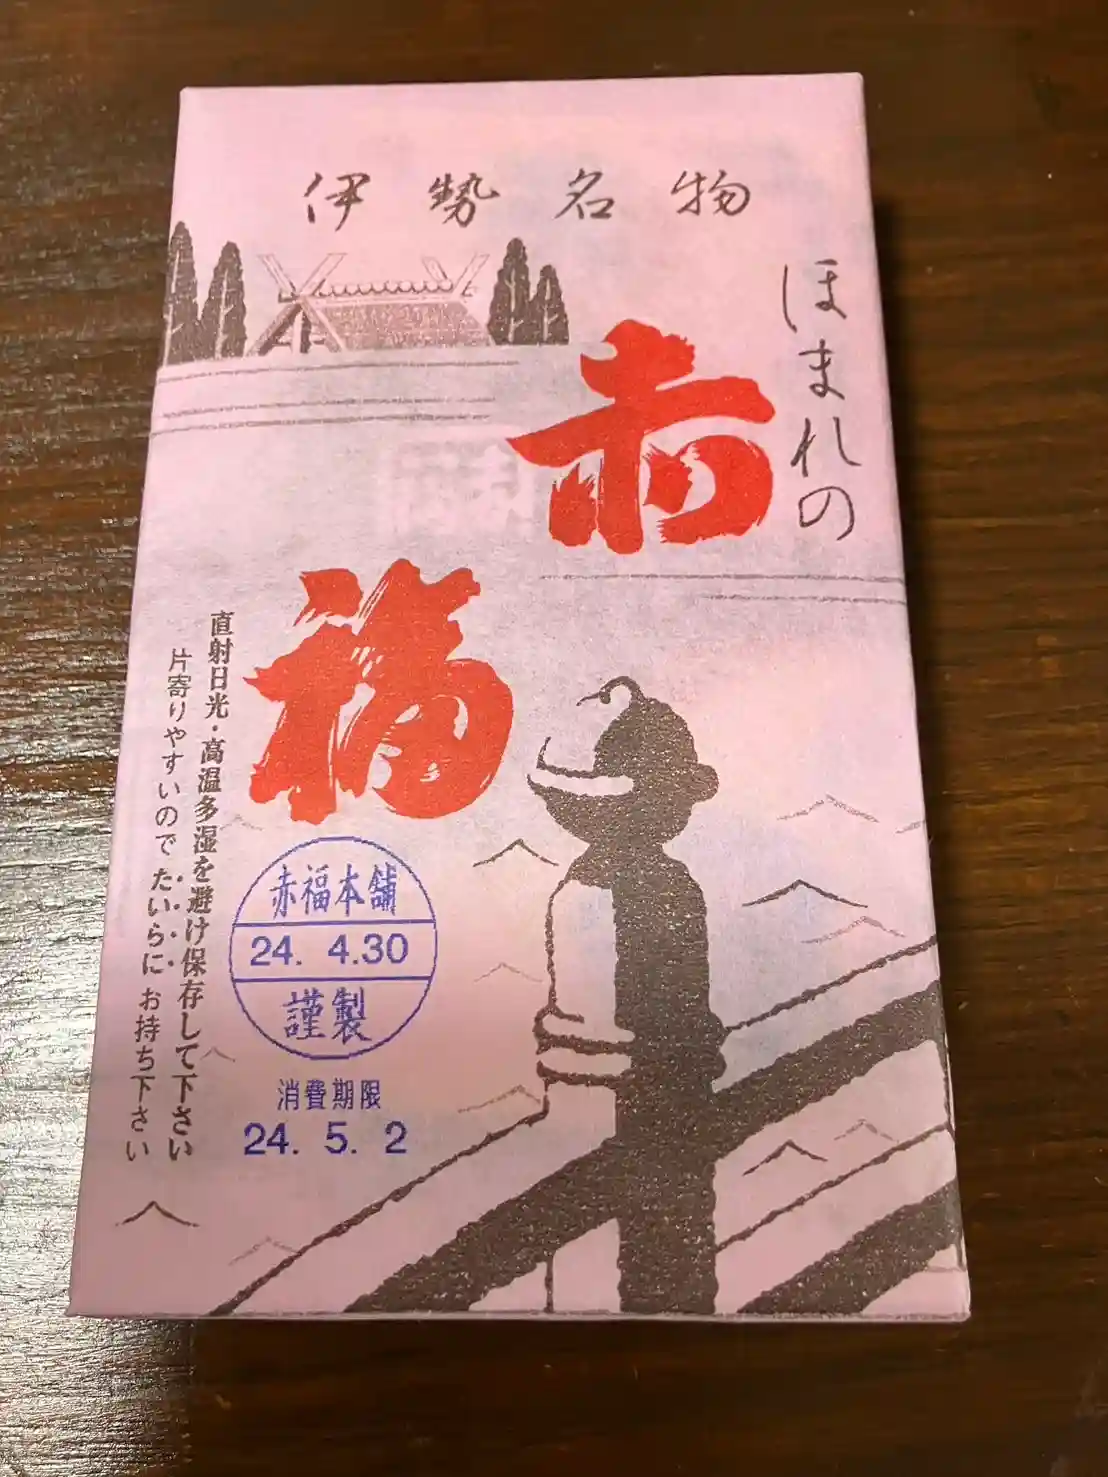 伊勢名物
ほまれの
赤福
直射日光・高温多湿を避け保存して下さい
片寄りやすいので たいらに お持ち下さい
赤福本舗
24. 4.30
謹製
消費期限
24. 5. 2